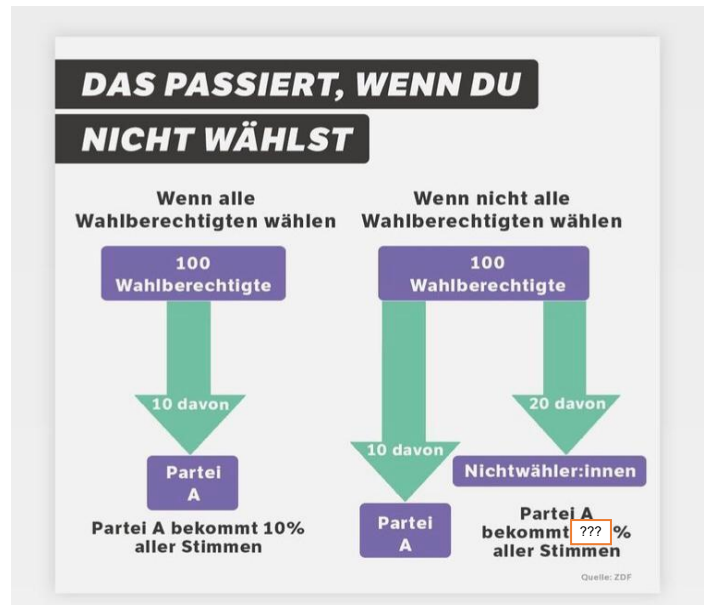 DAS PASSIERT, WENN DU
NICHT WÄHLST
Wenn alle
Wahlberechtigten wählen
100
Wahlberechtigte
10 davon
Partei
A
Partei A bekommt 10%
aller Stimmen
Wenn nicht alle
Wahlberechtigten wählen
100
Wahlberechtigte
10 davon
Partei
A
20 davon
Nichtwähler:innen
Partei A
bekommt ??? %
aller Stimmen
Quelle: ZDF